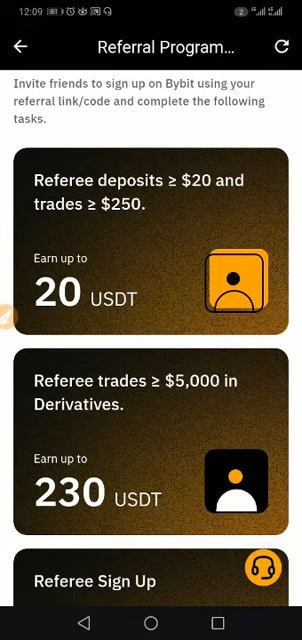 12:09
Referral Program...
Invite friends to sign up on Bybit using your
referral link/code and complete the following
tasks.
Referee deposits ≥ $20 and
trades ≥ $250.
Earn up to
20 USDT
Referee trades ≥ $5,000 in
Derivatives.
Earn up to
230 USDT
Referee Sign Up